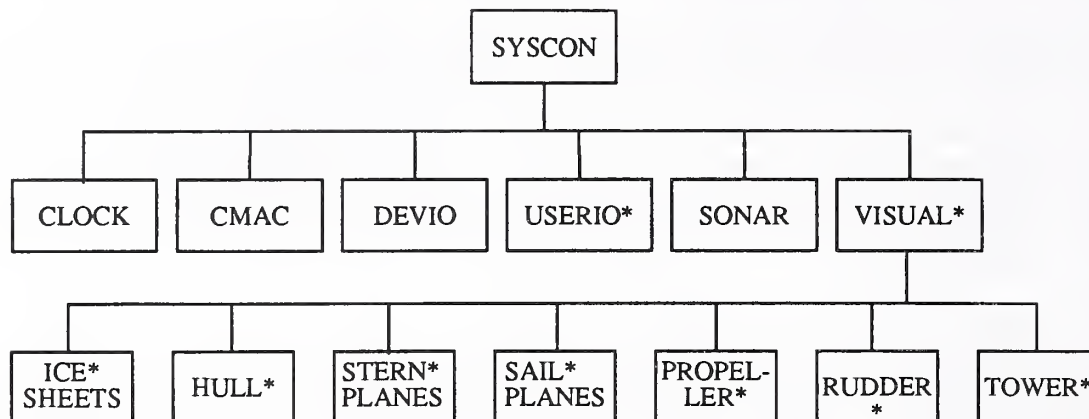 SYSCON
CLOCK
CMAC
DEVIO
USERIO*
SONAR
VISUAL*
ICE*
SHEETS
HULL*
STERN*
PLANES
SAIL*
PLANES
PROPEL-
LER*
RUDDER
*
TOWER*